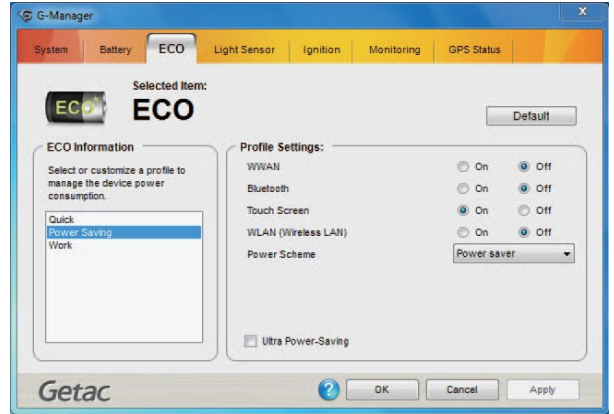 G-Manager
System Battery ECO Light Sensor Ignition Monitoring GPS Status
Selected Item:
ECO
ECO
Default
ECO Information
Select or customize a profile to
manage the device power
consumption.
Quick
Power Saving
Work
Profile Settings:
WWAN On Off
Bluetooth On Off
Touch Screen On Off
WLAN (Wireless LAN) On Off
Power Scheme Power saver
Ultra Power-Saving
Getac ? OK Cancel Apply